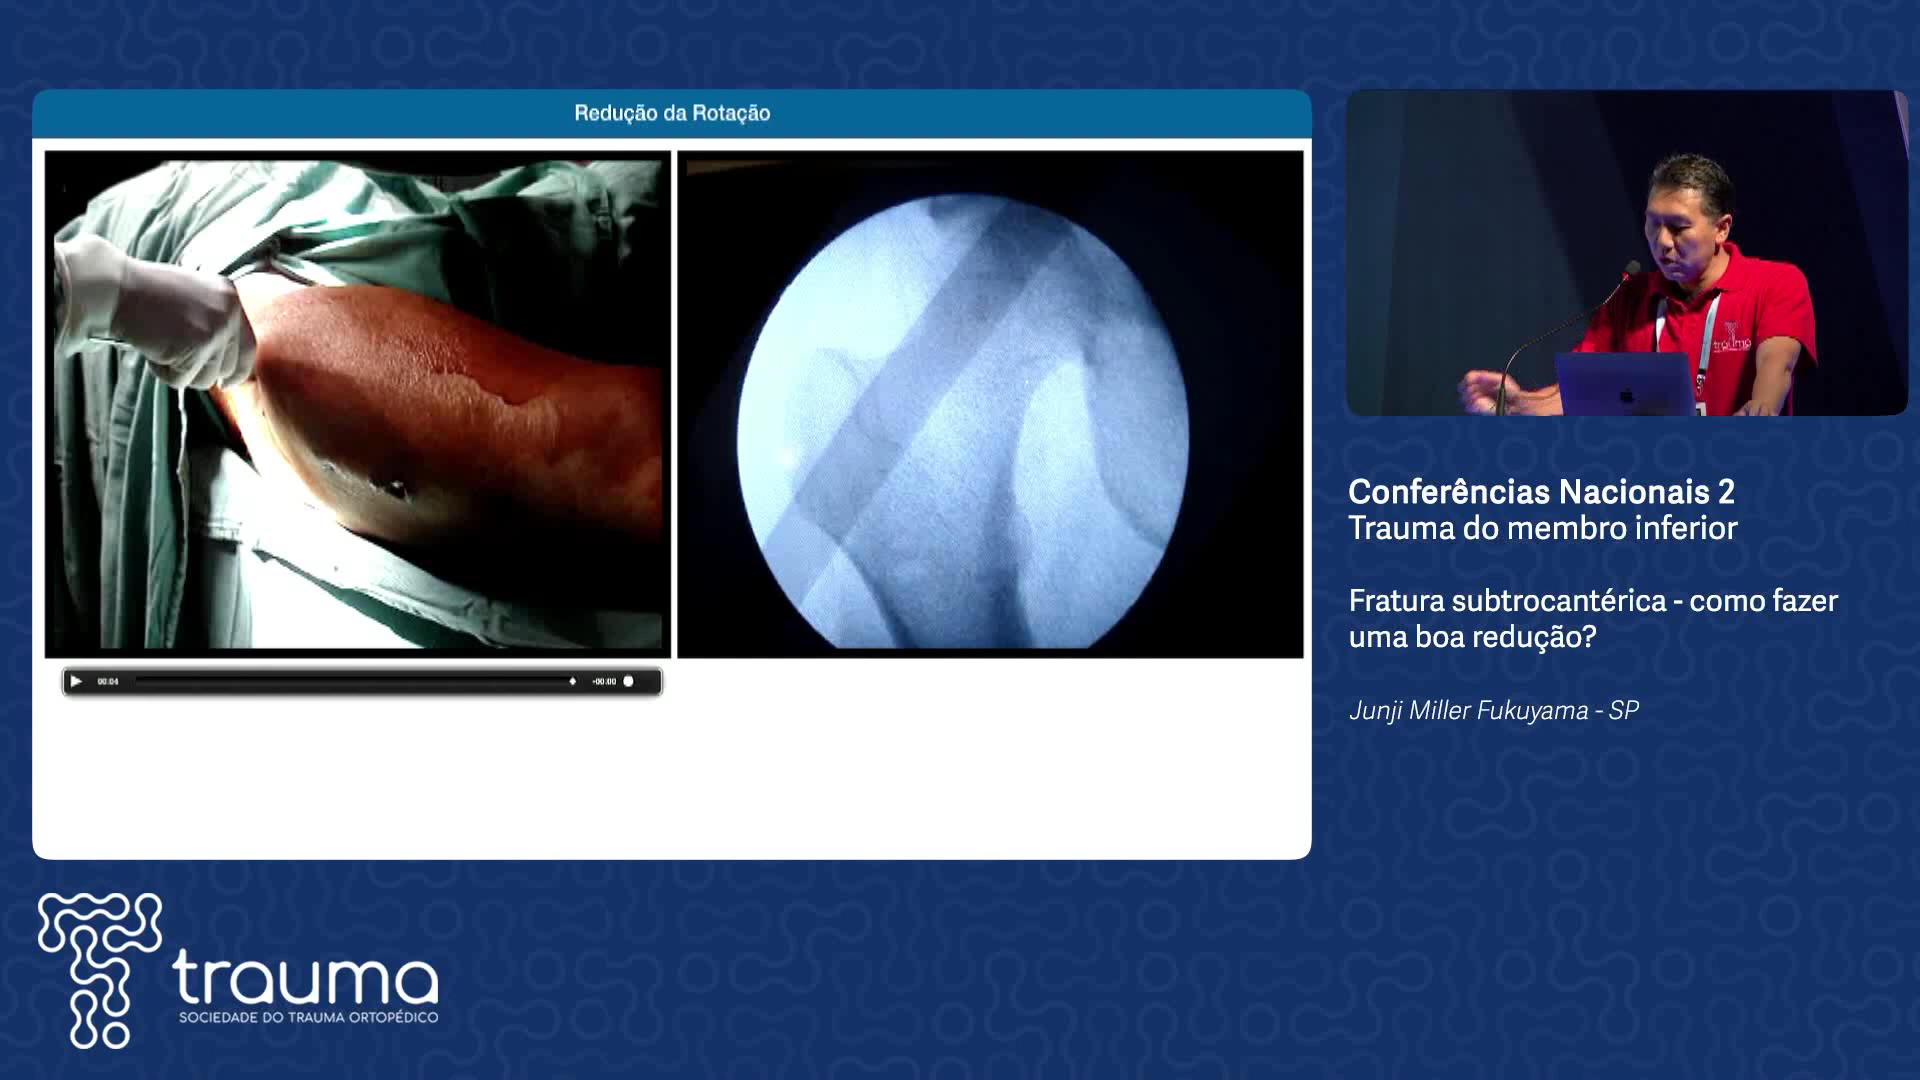 Redução da Rotação
00:04
-00:00
trauma
Conferências Nacionais 2
Trauma do membro inferior
Fratura subtrocantérica - como fazer
uma boa redução?
Junji Miller Fukuyama - SP
trauma
SOCIEDADE DO TRAUMA ORTOPÉDICO